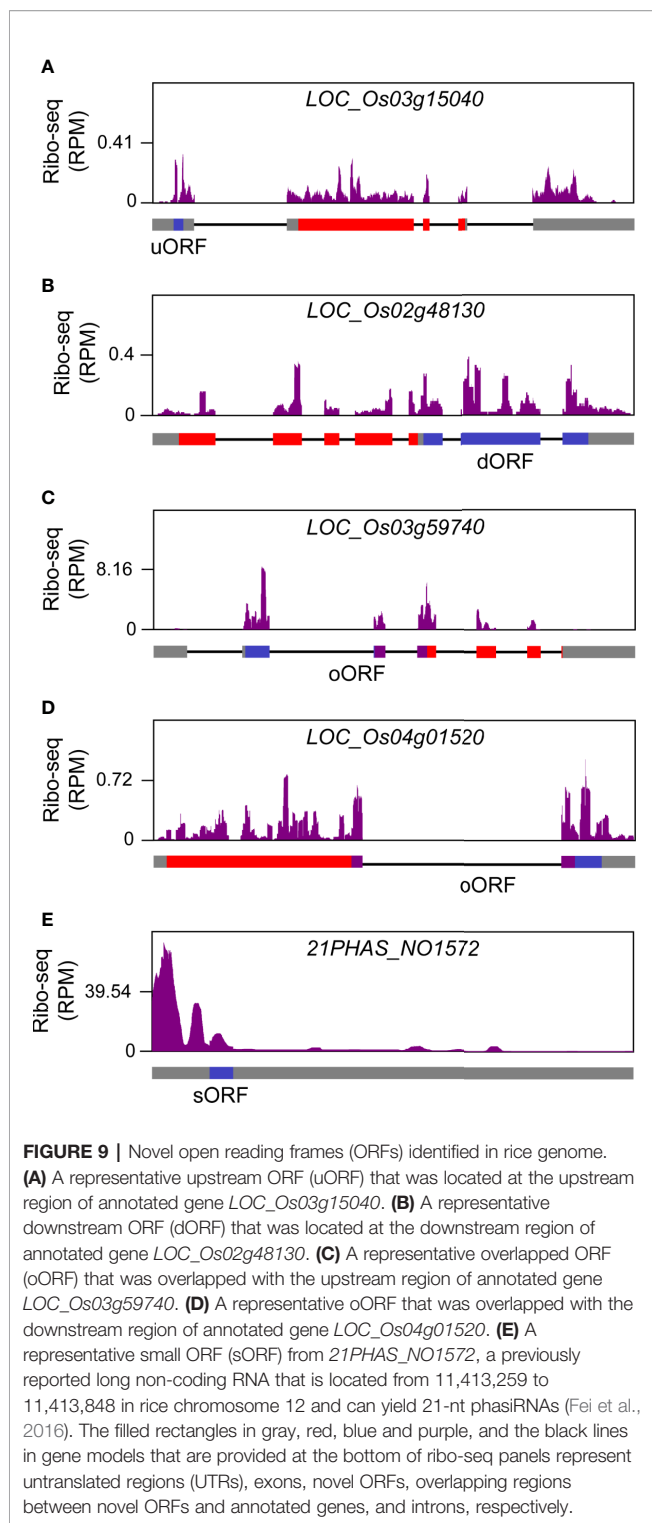 A
LOC_Os03g15040
Ribo-seq
(RPM)
0.41
0
uORF
B
LOC_Os02g48130
Ribo-seq
(RPM)
0.4
0
dORF
C
LOC_Os03g59740
Ribo-seq
(RPM)
8.16
0
oORF
D
LOC_Os04g01520
Ribo-seq
(RPM)
0.72
0
oORF
E
21PHAS_NO1572
Ribo-seq
(RPM)
39.54
0
sORF
FIGURE 9 | Novel open reading frames (ORFs) identified in rice genome.
(A) A representative upstream ORF (uORF) that was located at the upstream
region of annotated gene LOC_Os03g15040. (B) A representative
downstream ORF (dORF) that was located at the downstream region of
annotated gene LOC_Os02g48130. (C) A representative overlapped ORF
(oORF) that was overlapped with the upstream region of annotated gene
LOC_Os03g59740. (D) A representative oORF that was overlapped with the
downstream region of annotated gene LOC_Os04g01520. (E) A
representative small ORF (sORF) from 21PHAS_NO1572, a previously
reported long non-coding RNA that is located from 11,413,259 to
11,413,848 in rice chromosome 12 and can yield 21-nt phasiRNAs (Fei et al.,
2016). The filled rectangles in gray, red, blue and purple, and the black lines
in gene models that are provided at the bottom of ribo-seq panels represent
untranslated regions (UTRs), exons, novel ORFs, overlapping regions
between novel ORFs and annotated genes, and introns, respectively.